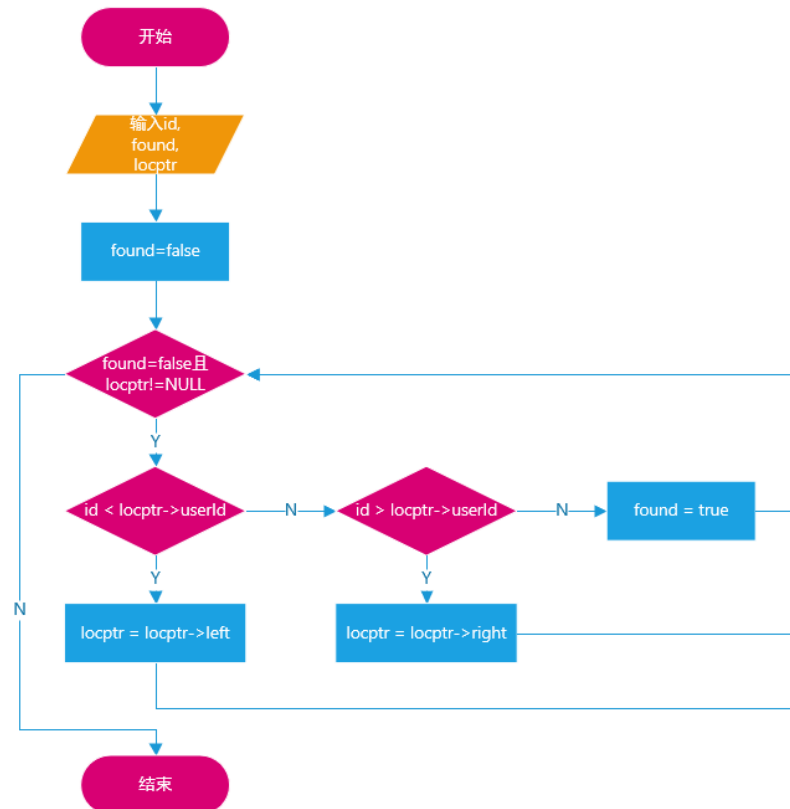 开始
输入id,
found,
locptr
found=false
found=false且
locptr!=NULL
Y
id < locptr->userId
N
id > locptr->userId
N
found = true
Y
Y
N
locptr = locptr->left
locptr = locptr->right
结束